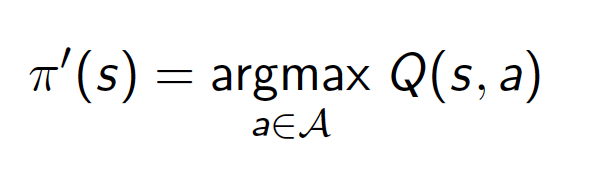 π′(s) = argmax Q(s, a)
a∈𝒜